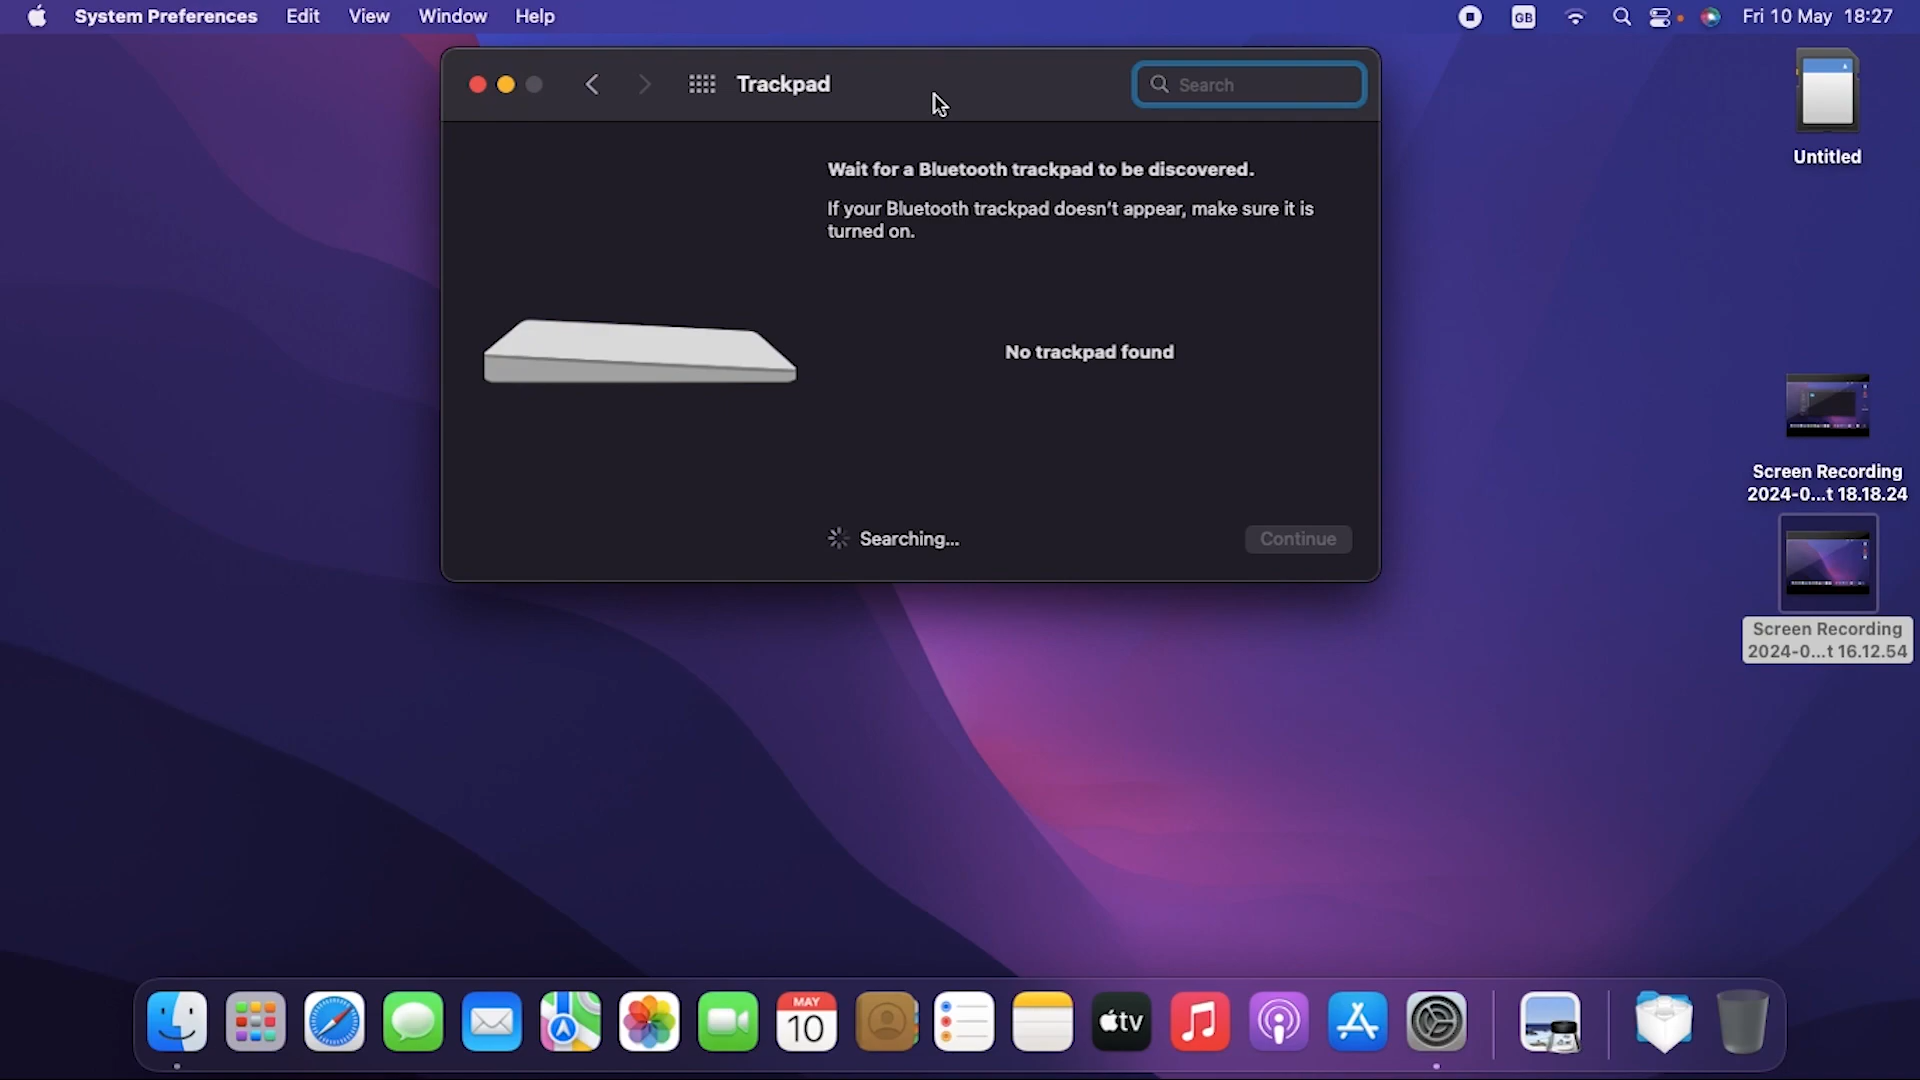 System Preferences Edit View Window Help GB Fri 10 May 18:27
Trackpad
Search
Wait for a Bluetooth trackpad to be discovered.
If your Bluetooth trackpad doesn't appear, make sure it is
turned on.
No trackpad found
Searching...
Continue
Untitled
Screen Recording
2024-0...t 18.18.24
Screen Recording
2024-0...t 16.12.54
MAY
10
tv